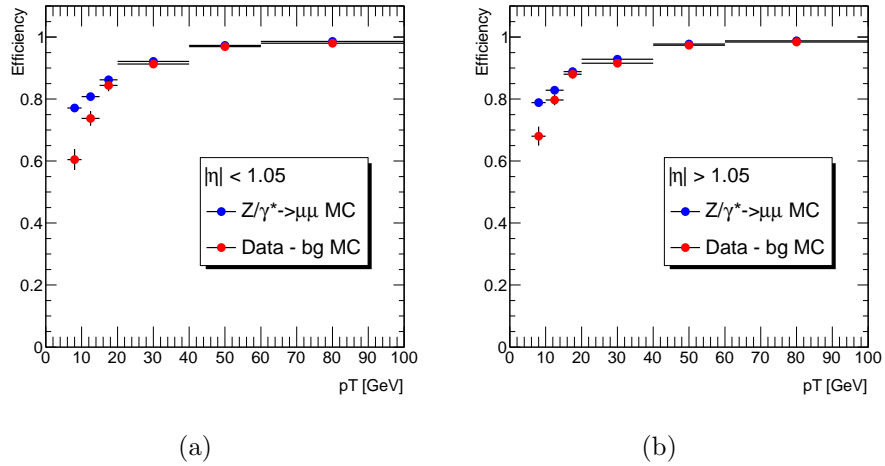 Efficiency
1
0.8
0.6
0.4
0.2
0
|η| < 1.05
Z/γ*->μμ MC
Data - bg MC
0 10 20 30 40 50 60 70 80 90 100
pT [GeV]
(a)
Efficiency
1
0.8
0.6
0.4
0.2
0
|η| > 1.05
Z/γ*->μμ MC
Data - bg MC
0 10 20 30 40 50 60 70 80 90 100
pT [GeV]
(b)